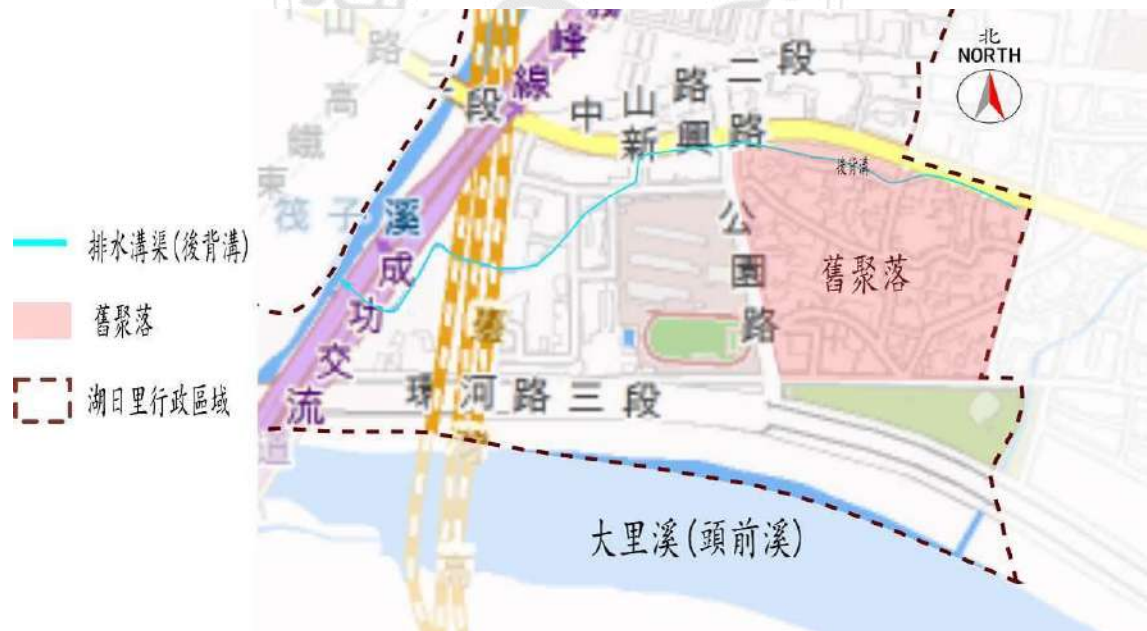 北
NORTH
山路
三段
高鐵
東
筏子溪
成功交流道
霧峰線
中山路二段
新興路
公園路
後背溝
舊聚落
排水溝渠(後背溝)
舊聚落
湖日里行政區域
環河路三段
大里溪(頭前溪)
高